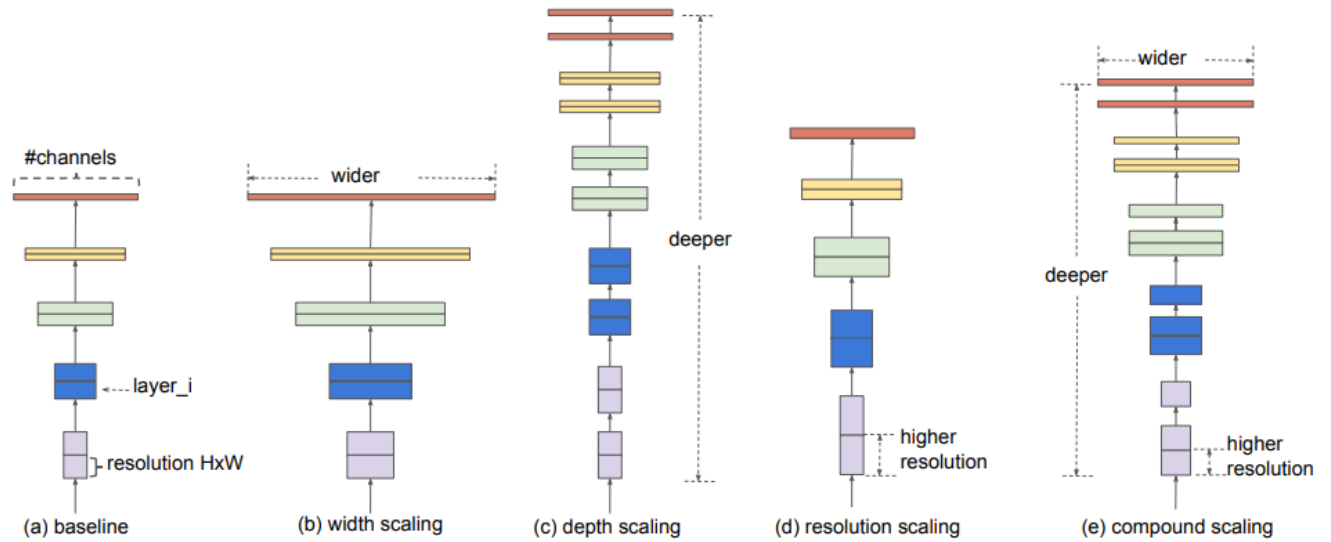 #channels
layer_i
resolution HxW
(a) baseline
wider
(b) width scaling
deeper
(c) depth scaling
higher
resolution
(d) resolution scaling
wider
deeper
higher
resolution
(e) compound scaling